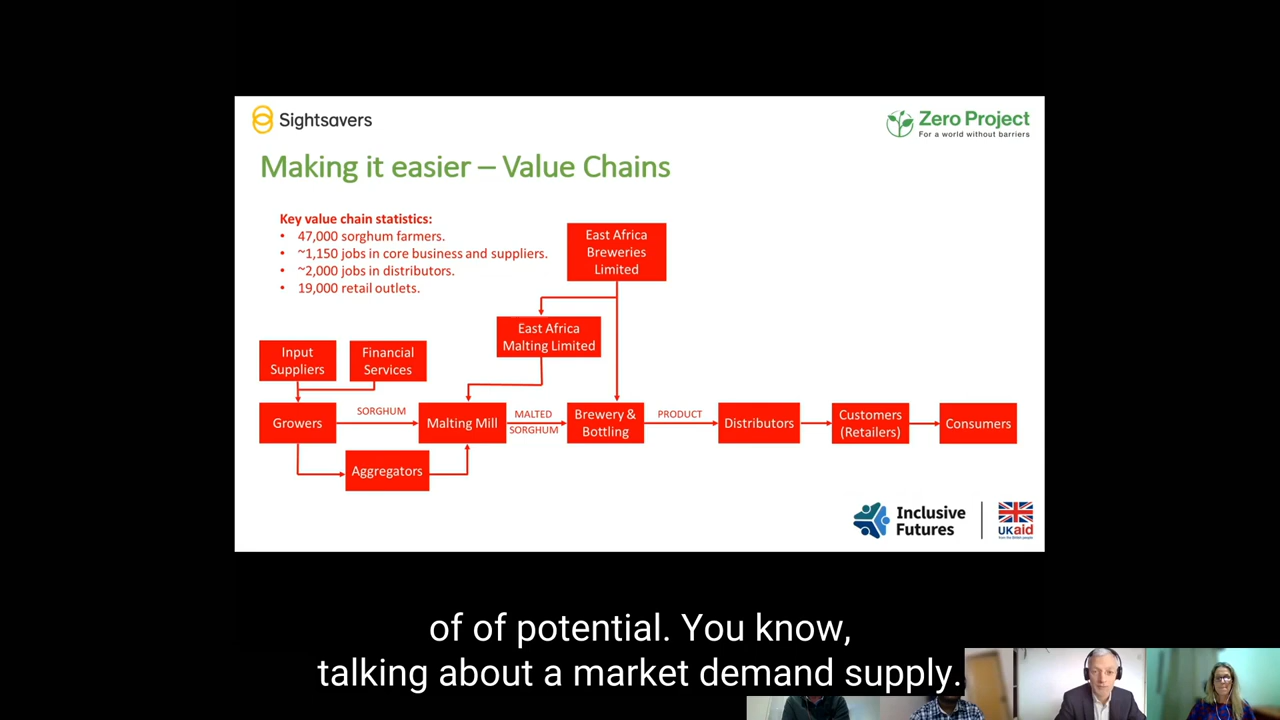 Sightsavers
Zero Project
For a world without barriers
Making it easier – Value Chains
Key value chain statistics:
• 47,000 sorghum farmers.
• ~1,150 jobs in core business and suppliers.
• ~2,000 jobs in distributors.
• 19,000 retail outlets.
East Africa
Breweries
Limited
East Africa
Malting Limited
Input
Suppliers
Financial
Services
Growers
SORGHUM
Malting Mill
MALTED
SORGHUM
Brewery &
Bottling
PRODUCT
Distributors
Customers
(Retailers)
Consumers
Aggregators
Inclusive
Futures
UKaid
from the British people
of of potential. You know,
talking about a market demand supply.